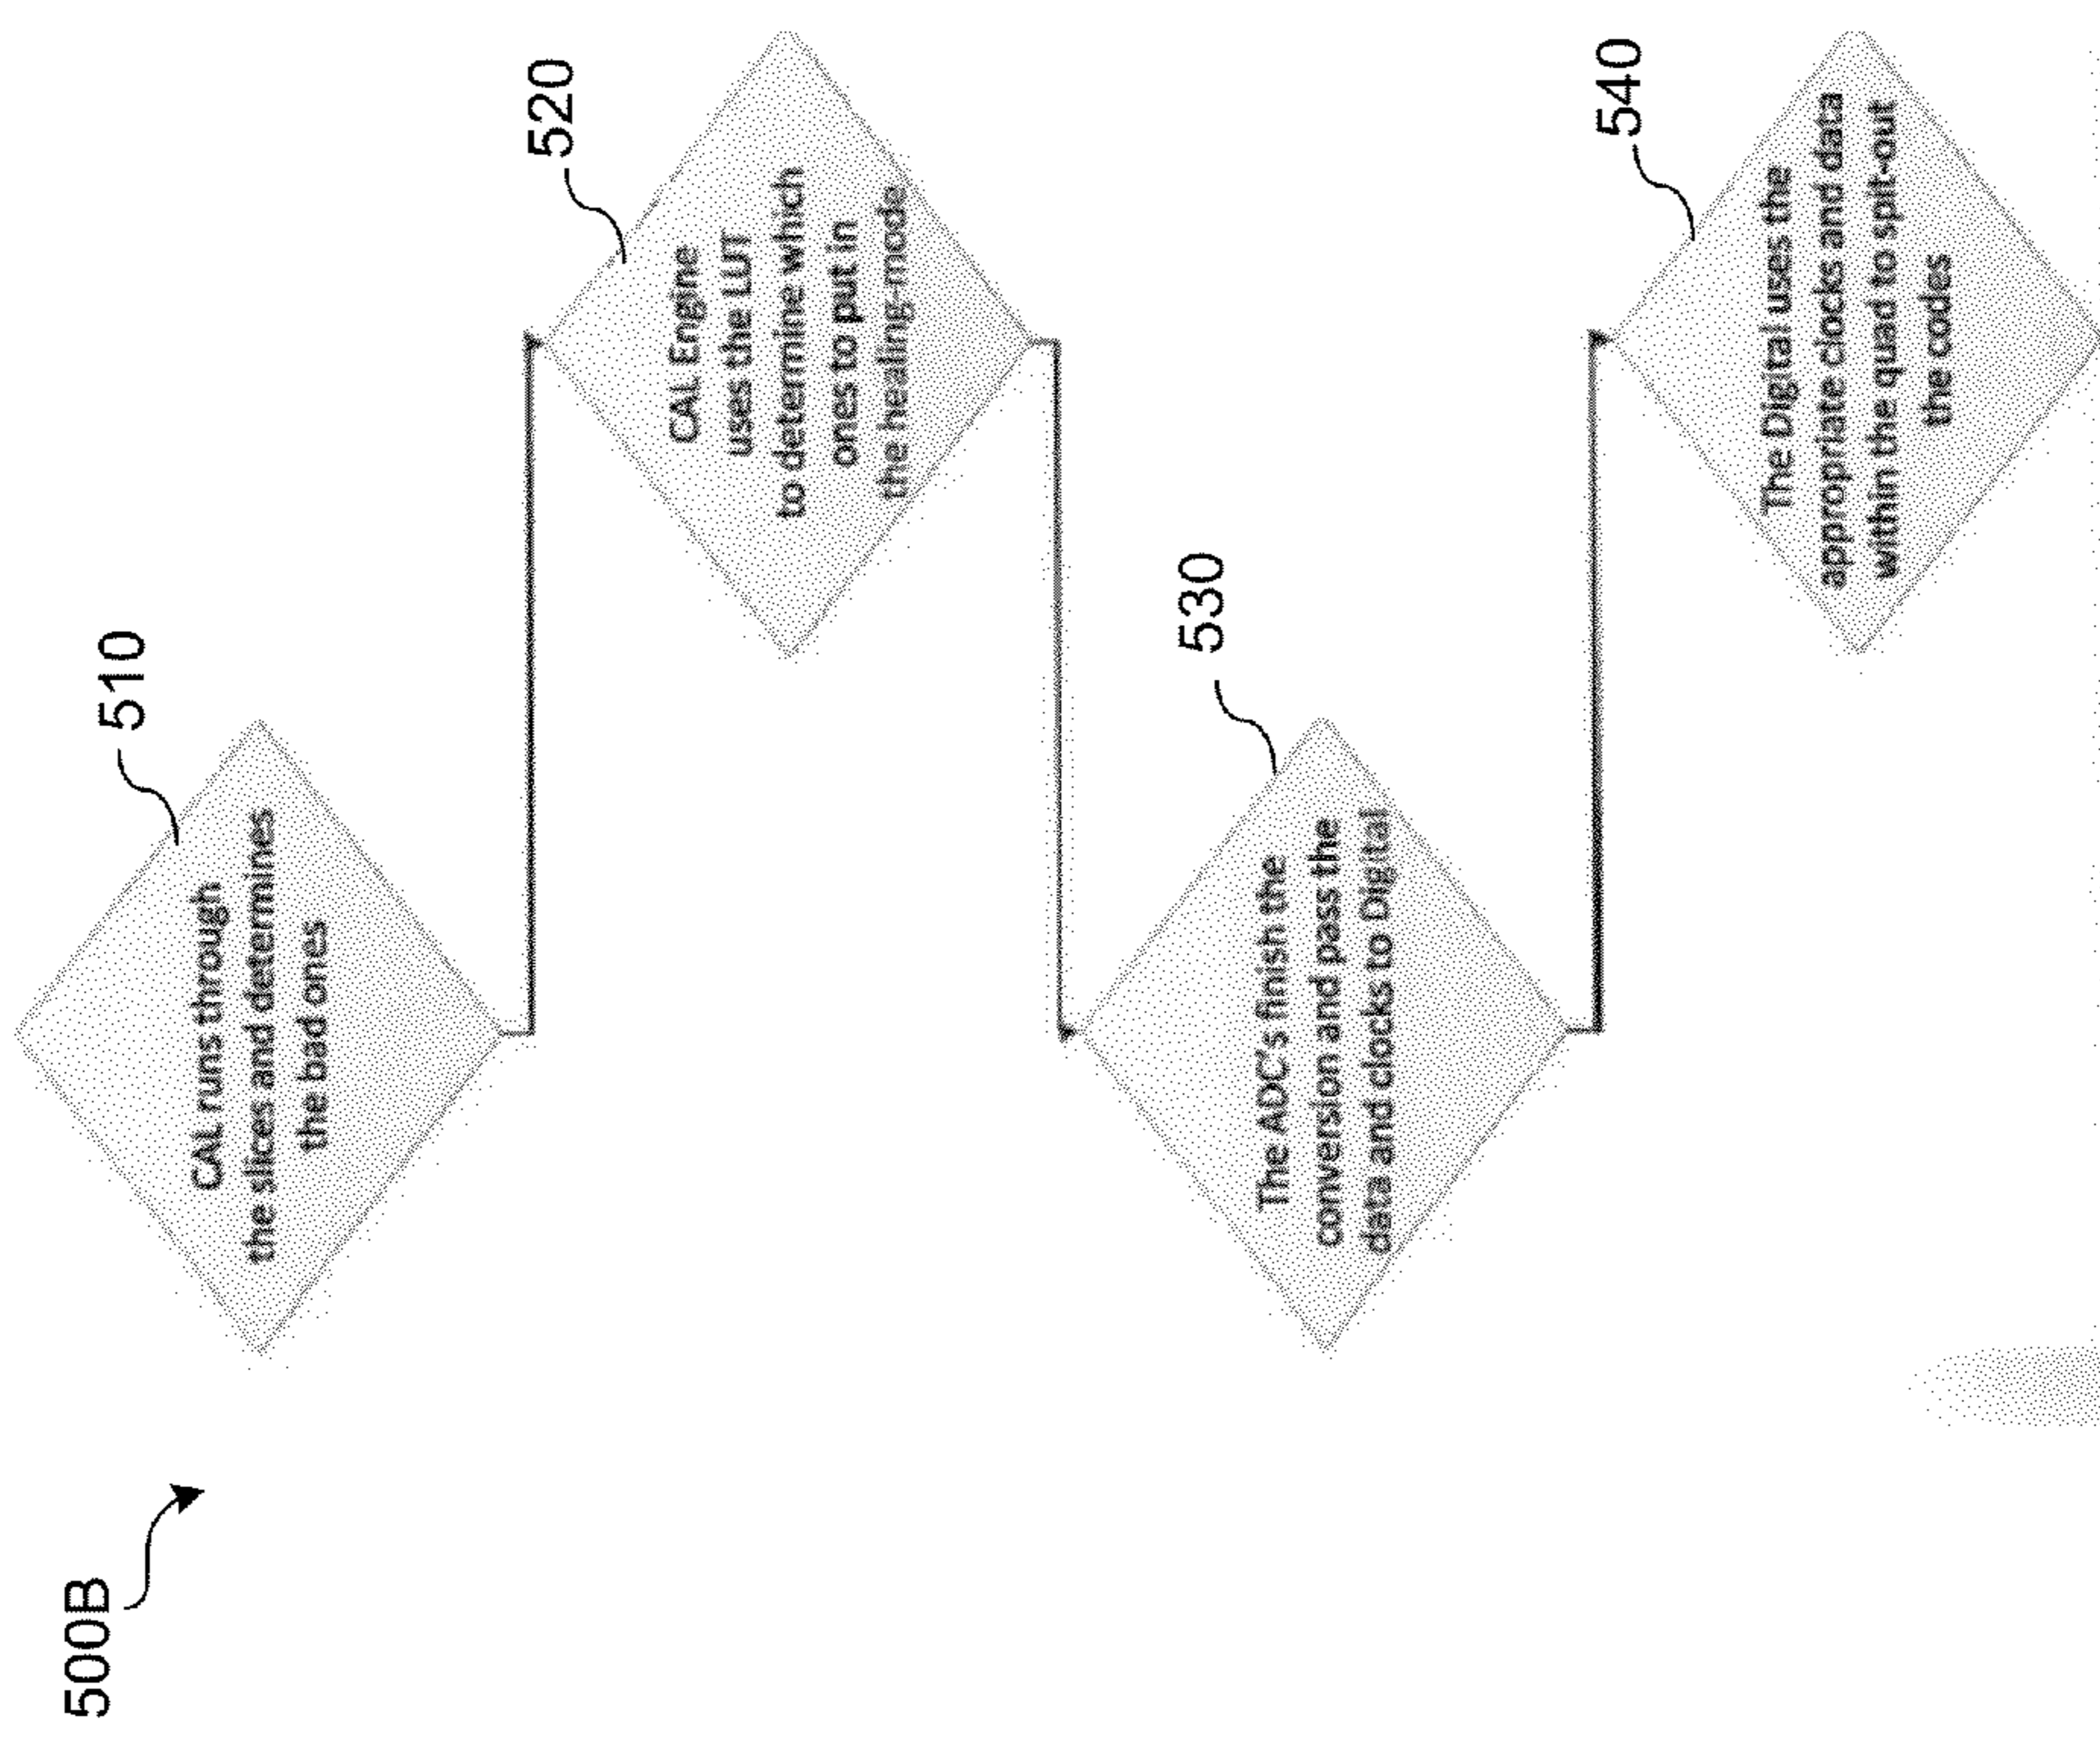 500B
510
CAL runs through
the slices and determines
the bad ones
520
CAL Engine
uses the LUT
to determine which
ones to put in
the healing-mode
530
The ADC's finish the
conversion and pass the
data and clocks to Digital
540
The Digital uses the
appropriate clocks and data
within the quad to spit-out
the codes